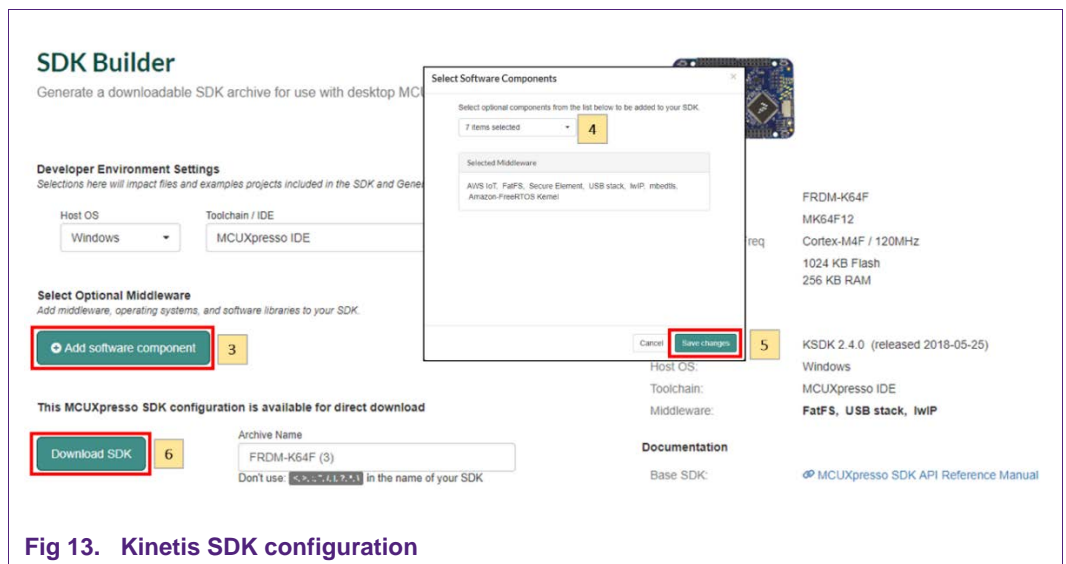 SDK Builder
Generate a downloadable SDK archive for use with desktop MCU
Select Software Components
×
Select optional components from the list below to be added to your SDK.
7 items selected
4
Selected Middleware
AWS IoT, FatFS, Secure Element, USB stack, lwIP, mbedtls,
Amazon-FreeRTOS Kernel
Cancel
Save changes
5
Developer Environment Settings
Selections here will impact files and examples projects included in the SDK and Gene
Host OS
Toolchain / IDE
Windows
MCUXpresso IDE
FRDM-K64F
MK64F12
req
Cortex-M4F / 120MHz
1024 KB Flash
256 KB RAM
Select Optional Middleware
Add middleware, operating systems, and software libraries to your SDK.
Add software component
3
KSDK 2.4.0 (released 2018-05-25)
Host OS:
Windows
Toolchain:
MCUXpresso IDE
Middleware:
FatFS, USB stack, lwIP
This MCUXpresso SDK configuration is available for direct download
Download SDK
6
Archive Name
FRDM-K64F (3)
Don't use: in the name of your SDK
Documentation
Base SDK:
MCUXpresso SDK API Reference Manual
Fig 13. Kinetis SDK configuration